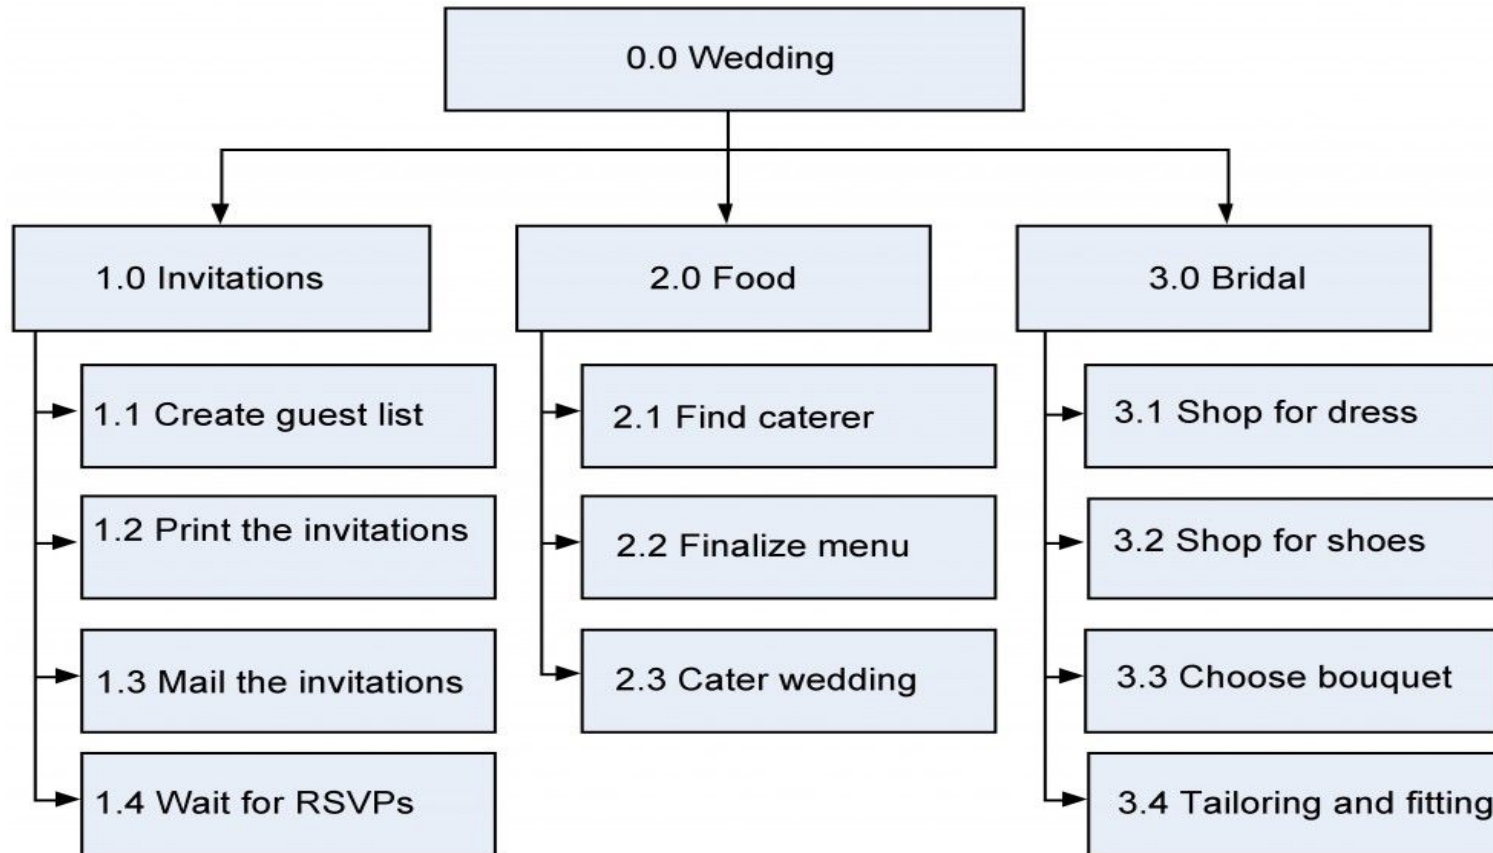 0.0 Wedding
1.0 Invitations
1.1 Create guest list
1.2 Print the invitations
1.3 Mail the invitations
1.4 Wait for RSVPs
2.0 Food
2.1 Find caterer
2.2 Finalize menu
2.3 Cater wedding
3.0 Bridal
3.1 Shop for dress
3.2 Shop for shoes
3.3 Choose bouquet
3.4 Tailoring and fitting